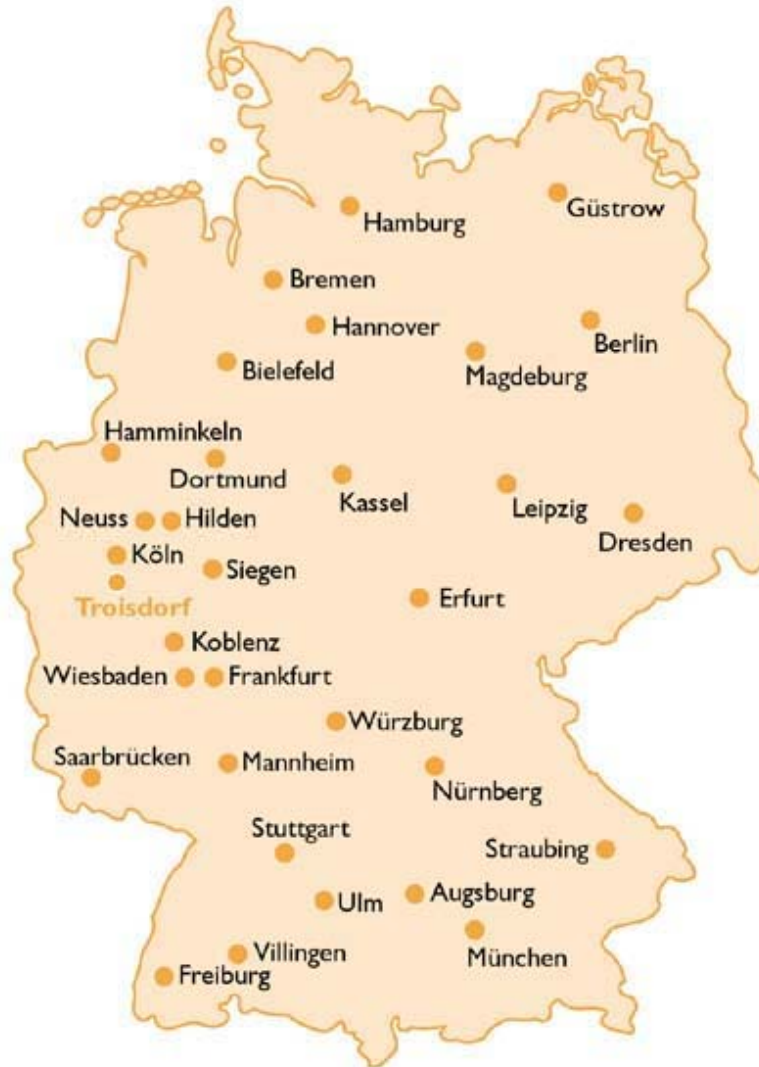 Hamburg
Güstrow
Bremen
Hannover
Berlin
Bielefeld
Magdeburg
Hamminkeln
Dortmund
Kassel
Leipzig
Neuss
Hilden
Dresden
Köln
Siegen
Troisdorf
Erfurt
Koblenz
Wiesbaden
Frankfurt
Würzburg
Saarbrücken
Mannheim
Nürnberg
Stuttgart
Straubing
Ulm
Augsburg
Villingen
München
Freiburg